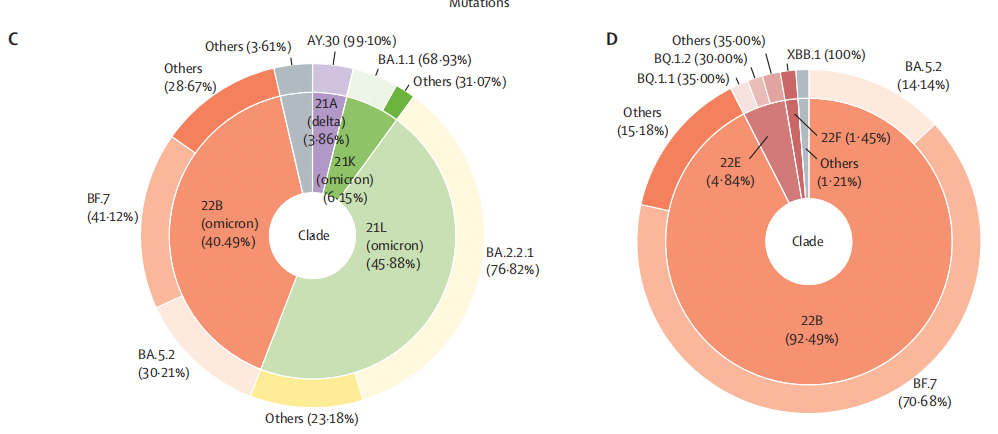 Mutations
C
Others (3·61%)
AY.30 (99·10%)
BA.1.1 (68·93%)
Others (31·07%)
Others
(28·67%)
21A
(delta)
(3·86%)
21K
(omicron)
(6·15%)
BF.7
(41·12%)
22B
(omicron)
(40·49%)
Clade
21L
(omicron)
(45·88%)
BA.2.2.1
(76·82%)
BA.5.2
(30·21%)
Others (23·18%)
D
Others (35·00%)
XBB.1 (100%)
BQ.1.2 (30·00%)
BQ.1.1 (35·00%)
BA.5.2
(14·14%)
Others
(15·18%)
22E
(4·84%)
22F (1·45%)
Others
(1·21%)
Clade
22B
(92·49%)
BF.7
(70·68%)